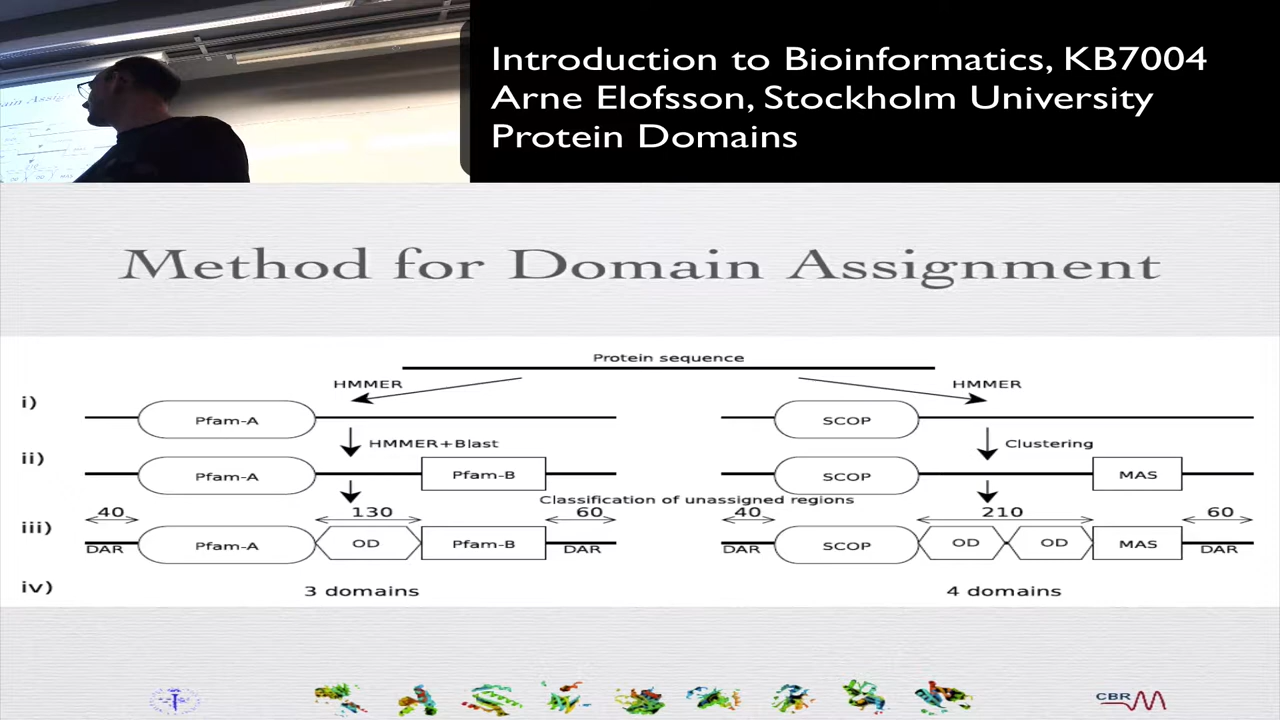 Introduction to Bioinformatics, KB7004
Arne Elofsson, Stockholm University
Protein Domains
Method for Domain Assignment
Protein sequence
HMMER
HMMER
i)
Pfam-A
SCOP
HMMER+Blast
Clustering
ii)
Pfam-A
Pfam-B
SCOP
MAS
Classification of unassigned regions
40
130
60
40
210
60
iii)
DAR
Pfam-A
OD
Pfam-B
DAR
DAR
SCOP
OD
OD
MAS
DAR
iv)
3 domains
4 domains
CBR